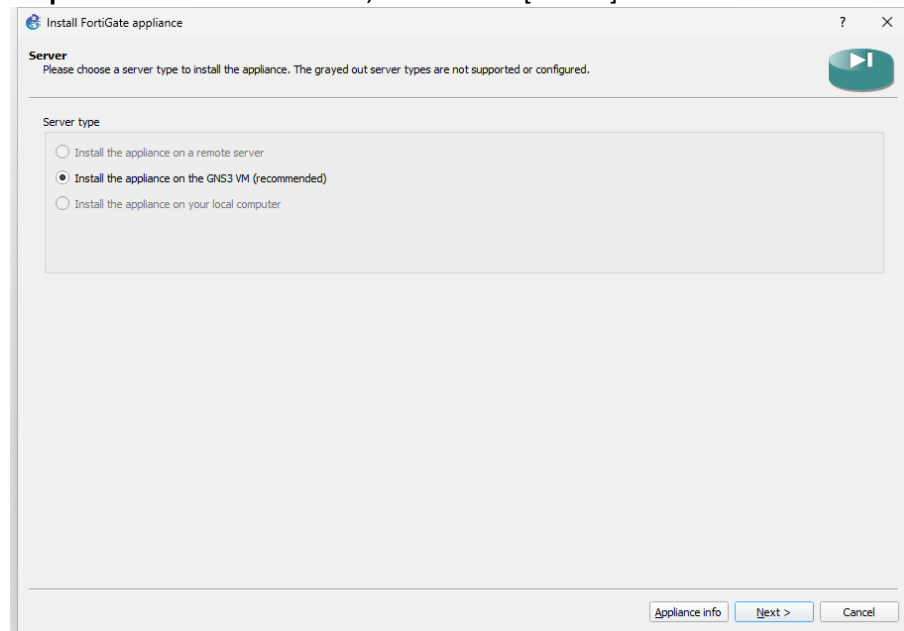 Install FortiGate appliance ? ×
Server
Please choose a server type to install the appliance. The grayed out server types are not supported or configured.
Server type
Install the appliance on a remote server
Install the appliance on the GNS3 VM (recommended)
Install the appliance on your local computer
Appliance info Next > Cancel